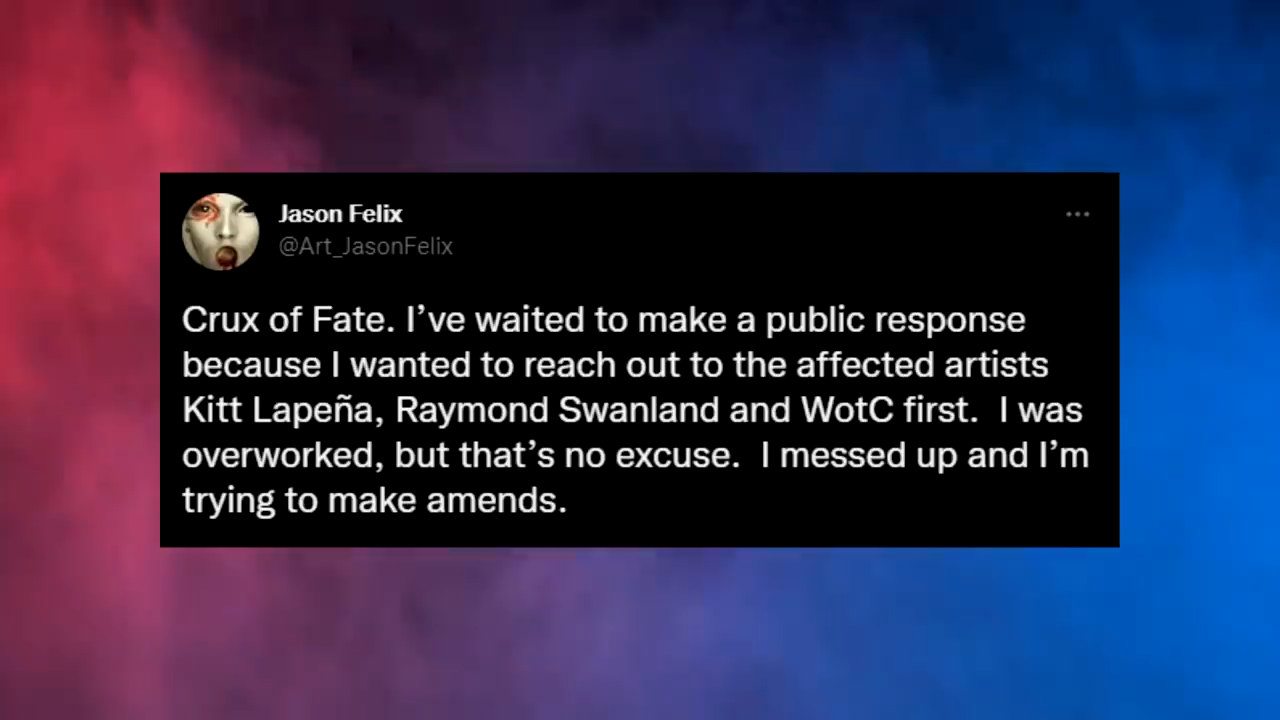 Jason Felix
@Art_JasonFelix
Crux of Fate. I’ve waited to make a public response
because I wanted to reach out to the affected artists
Kitt Lapeña, Raymond Swanland and WotC first.  I was
overworked, but that’s no excuse.  I messed up and I’m
trying to make amends.